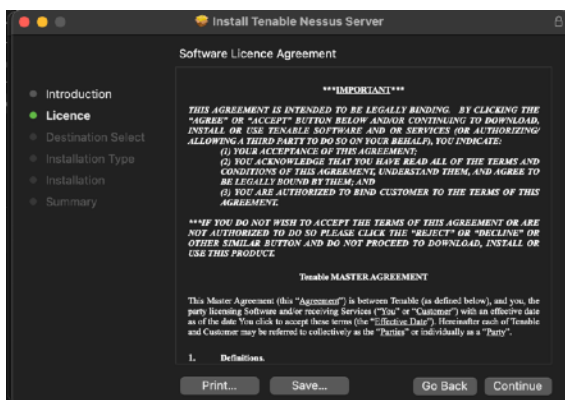 Install Tenable Nessus Server
Software Licence Agreement
Introduction
Licence
Destination Select
Installation Type
Installation
Summary
***IMPORTANT***
THIS AGREEMENT IS INTENDED TO BE LEGALLY BINDING. BY CLICKING THE
"AGREE" OR "ACCEPT" BUTTON BELOW AND/OR CONTINUING TO DOWNLOAD,
INSTALL OR USE TENABLE SOFTWARE AND OR SERVICES (OR AUTHORIZING/
ALLOWING A THIRD PARTY TO DO SO ON YOUR BEHALF), YOU INDICATE:
(1) YOUR ACCEPTANCE OF THIS AGREEMENT;
(2) YOU ACKNOWLEDGE THAT YOU HAVE READ ALL OF THE TERMS AND
CONDITIONS OF THIS AGREEMENT, UNDERSTAND THEM, AND AGREE TO
BE LEGALLY BOUND BY THEM; AND
(3) YOU ARE AUTHORIZED TO BIND CUSTOMER TO THE TERMS OF THIS
AGREEMENT.
***IF YOU DO NOT WISH TO ACCEPT THE TERMS OF THIS AGREEMENT OR ARE
NOT AUTHORIZED TO DO SO PLEASE CLICK THE "REJECT" OR "DECLINE" OR
OTHER SIMILAR BUTTON AND DO NOT PROCEED TO DOWNLOAD, INSTALL OR
USE THIS PRODUCT.
Tenable MASTER AGREEMENT
This Master Agreement (this "Agreement") is between Tenable (as defined below), and you, the
party licensing Software and/or receiving Services ("You" or "Customer") with an effective date
as of the date You click to accept these terms (the "Effective Date"). Hereinafter each of Tenable
and Customer may be referred to collectively as the "Parties" or individually as a "Party".
1. Definitions.
Print...
Save...
Go Back
Continue